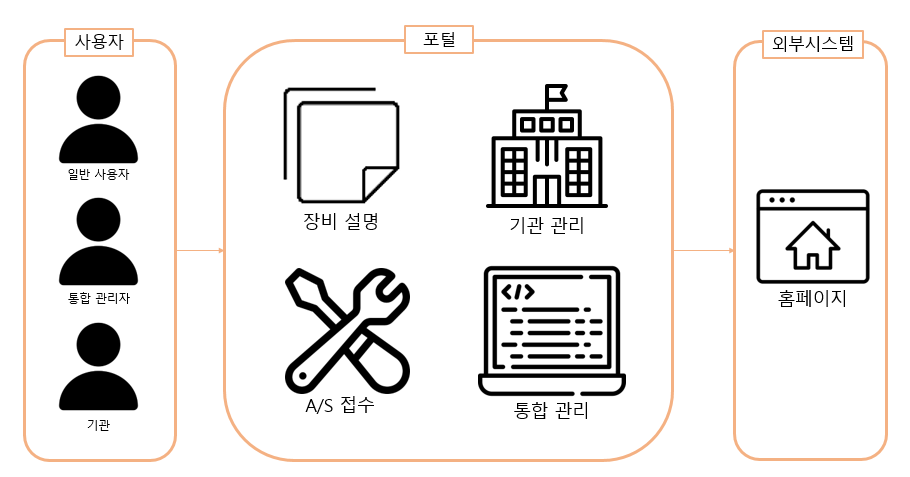 사용자
일반 사용자
통합 관리자
기관
포털
장비 설명
기관 관리
A/S 접수
통합 관리
외부시스템
홈페이지